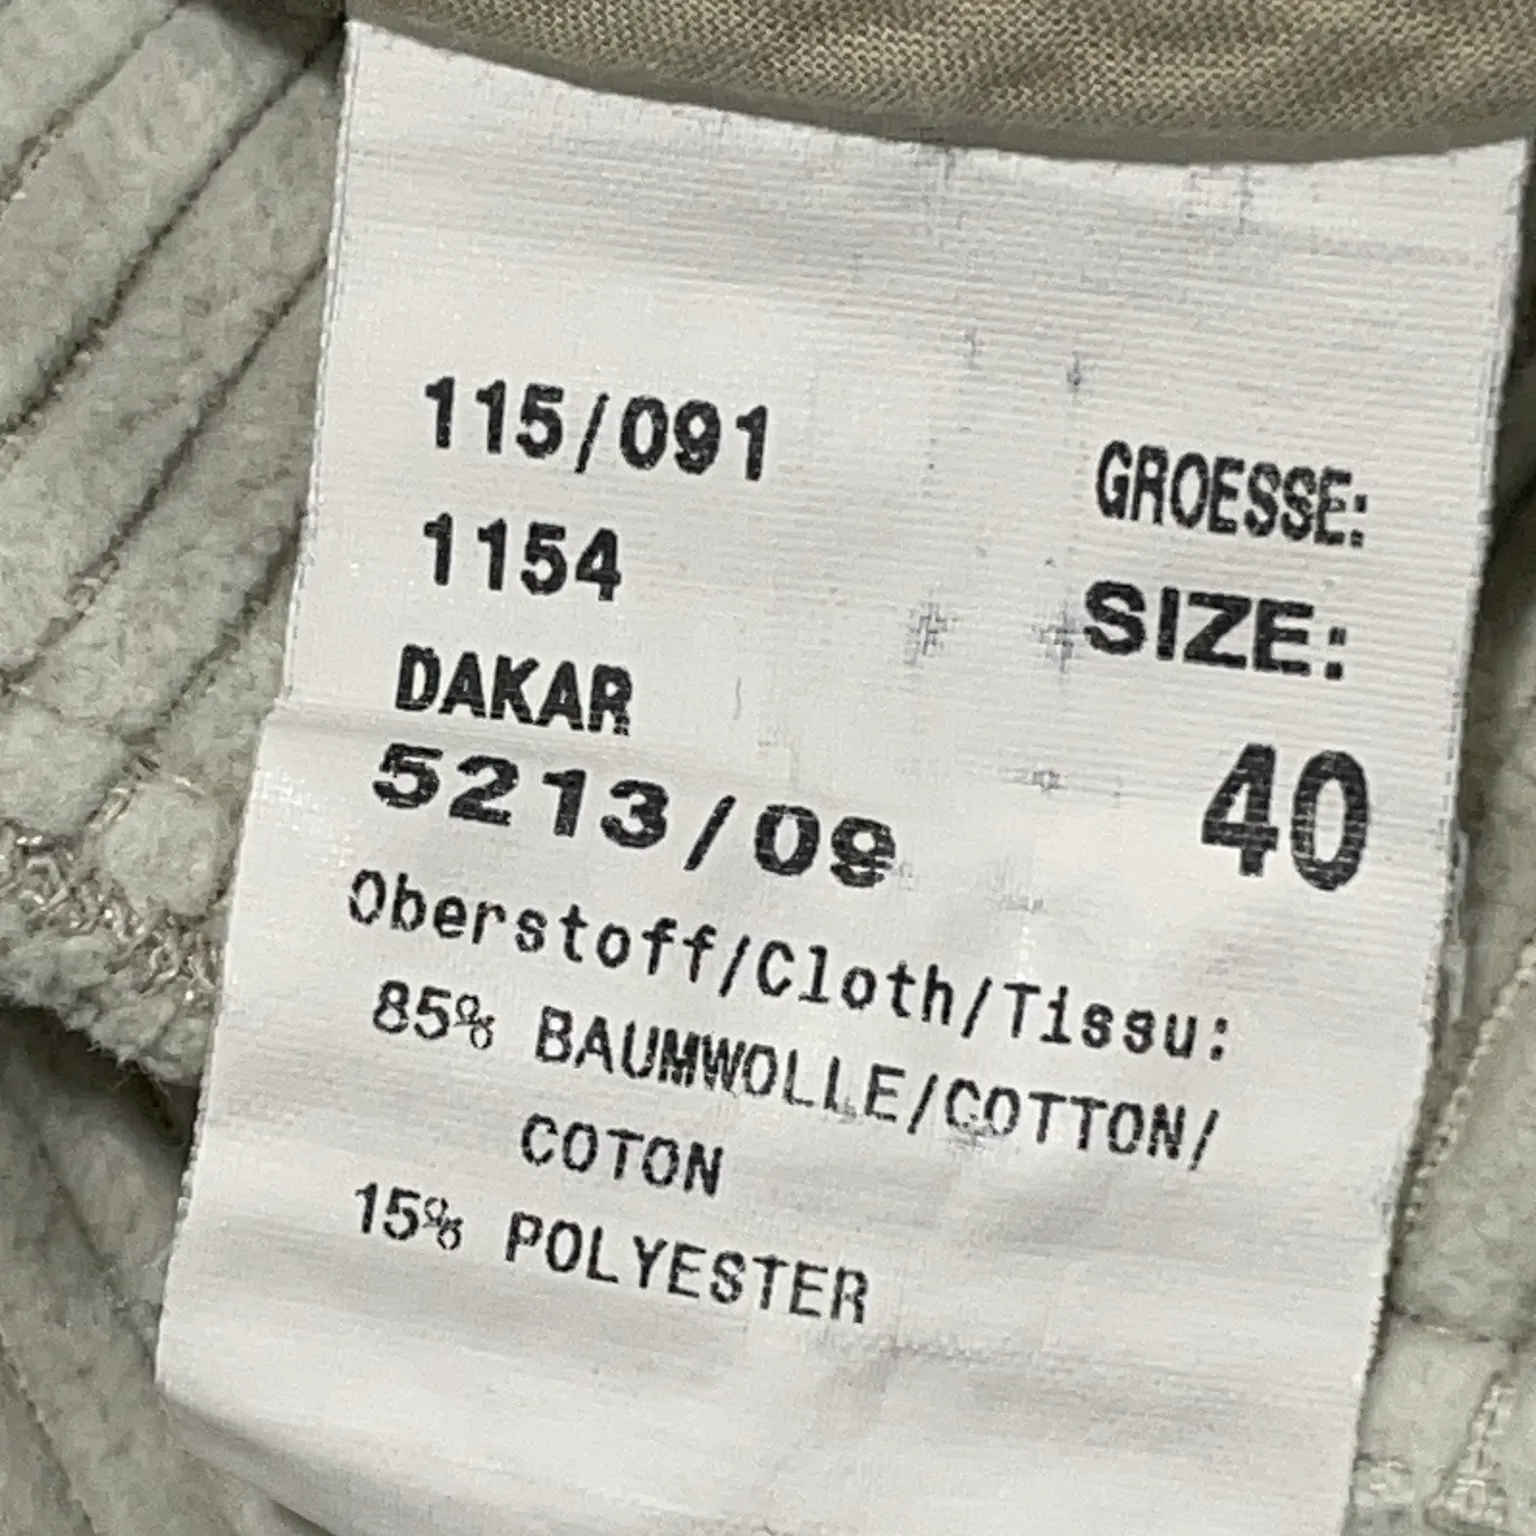 115/091
1154
DAKAR
5213/09
GROESSE:
SIZE:
40
Oberstoff/Cloth/Tissu:
85% BAUMWOLLE/COTTON/
COTON
15% POLYESTER